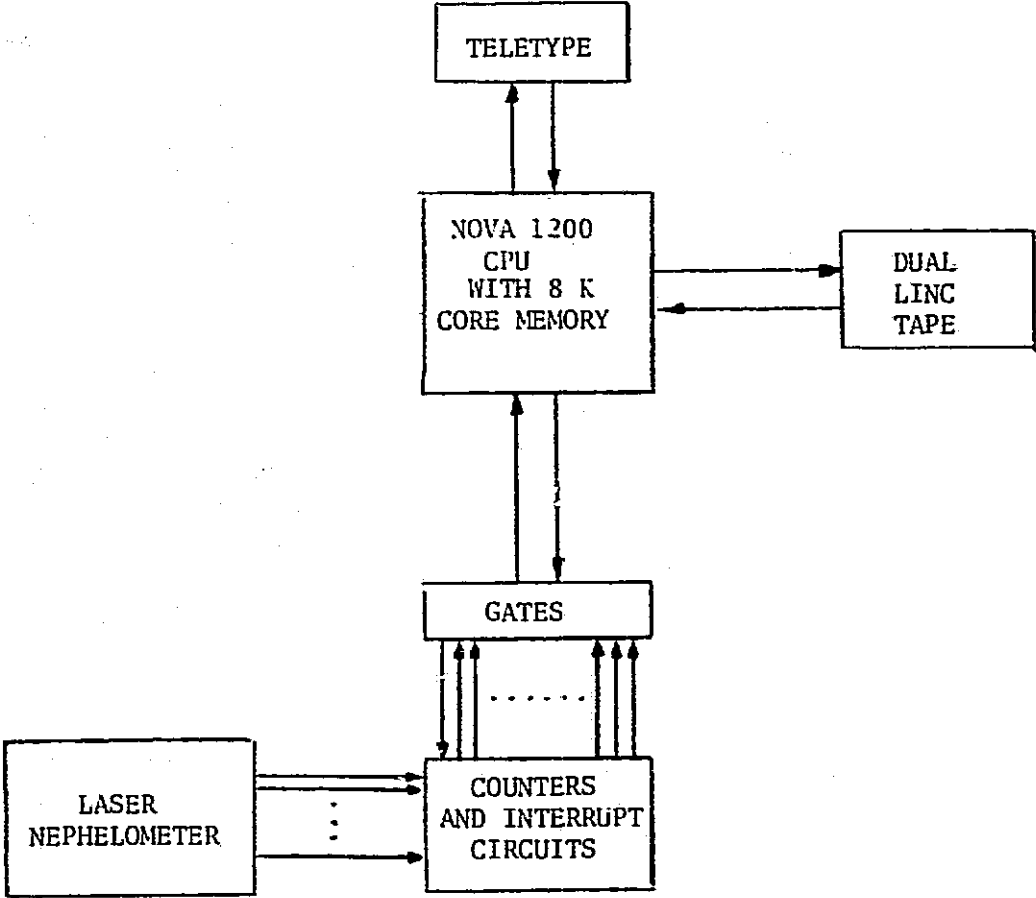 TELETYPE
NOVA 1200
CPU
WITH 8 K
CORE MEMORY
DUAL
LINC
TAPE
GATES
LASER
NEPHELOMETER
COUNTERS
AND INTERRUPT
CIRCUITS